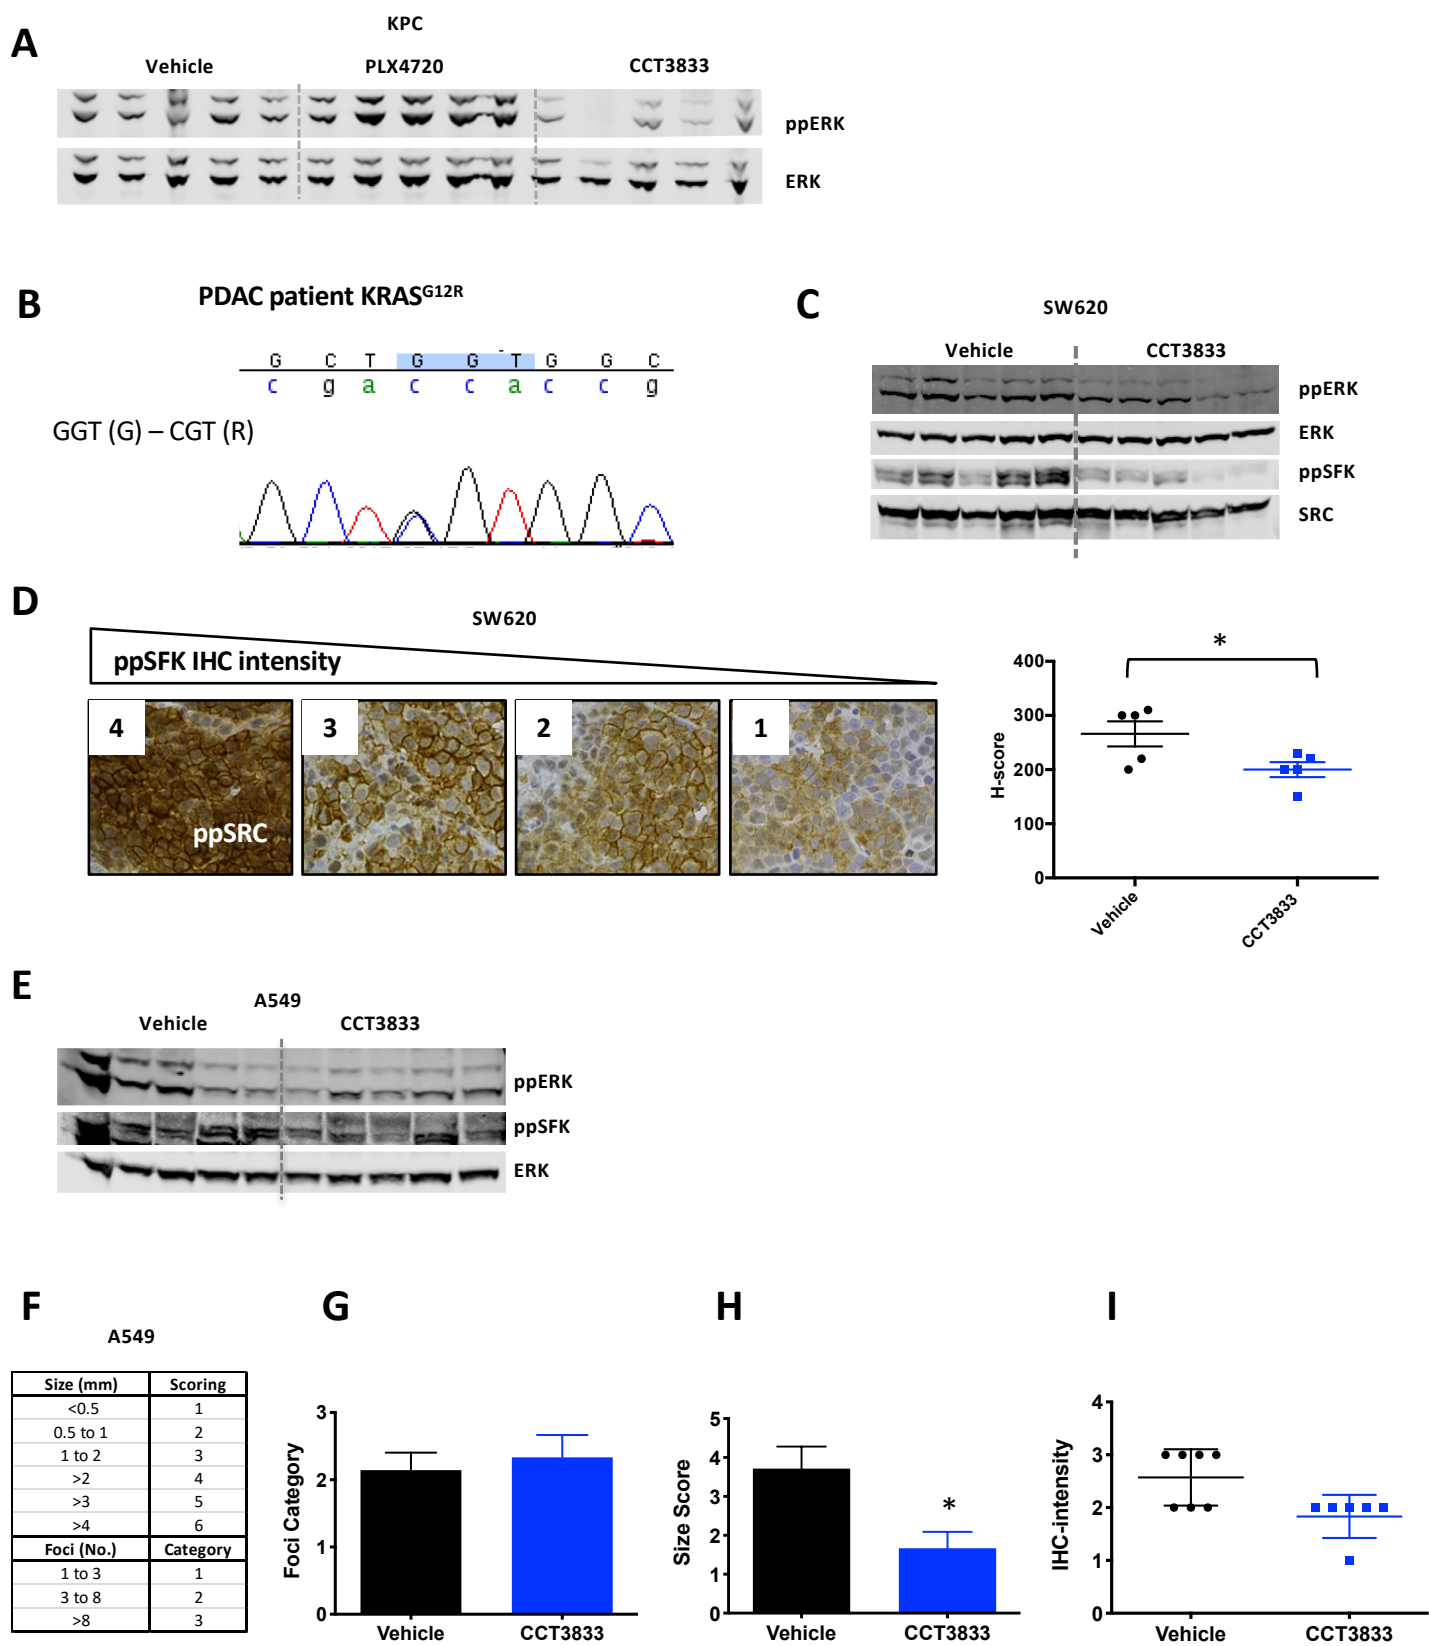 A
KPC
Vehicle PLX4720 CCT3833
ppERK
ERK
B
PDAC patient KRASG12R
G C T G G T G G C
c g a c c a c c g
GGT (G) – CGT (R)
C
SW620
Vehicle CCT3833
ppERK
ERK
ppSFK
SRC
D
SW620
ppSFK IHC intensity
4 3 2 1
ppSRC
*
400
300
200
100
0
H-score
Vehicle CCT3833
E
A549
Vehicle CCT3833
ppERK
ppSFK
ERK
F
A549
Size (mm) Scoring
<0.5 1
0.5 to 1 2
1 to 2 3
>2 4
>3 5
>4 6
Foci (No.) Category
1 to 3 1
3 to 8 2
>8 3
G
3
2
1
0
Foci Category
Vehicle CCT3833
H
5
4
3
2
1
0
Size Score
*
Vehicle CCT3833
I
4
3
2
1
0
IHC-intensity
Vehicle CCT3833